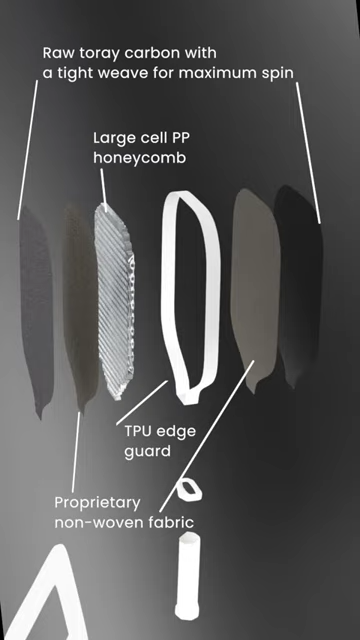 Raw toray carbon with
a tight weave for maximum spin
Large cell PP
honeycomb
TPU edge
guard
Proprietary
non-woven fabric